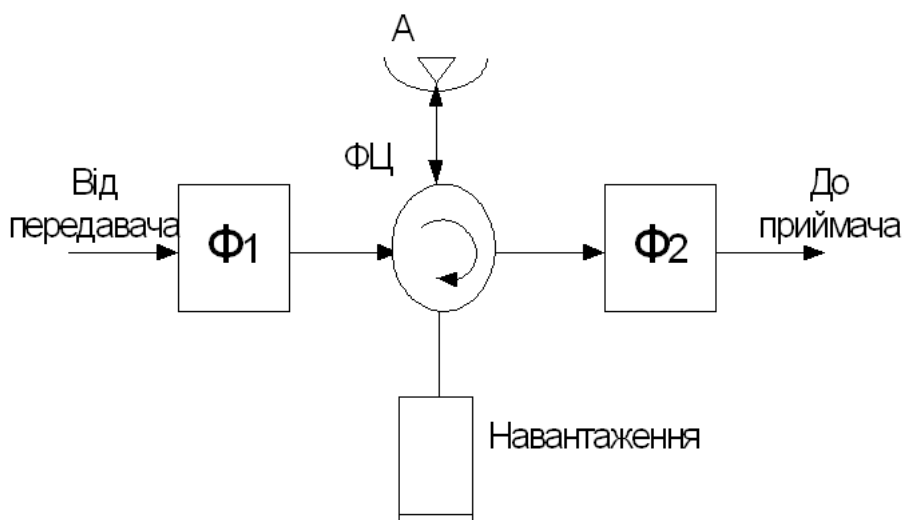 А
ФЦ
Від
передавача
Ф1
Ф2
До
приймача
Навантаження